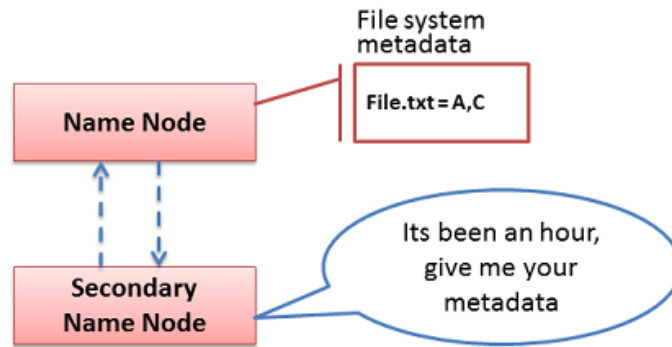 File system
metadata
Name Node
File.txt = A,C
Its been an hour,
give me your
metadata
Secondary
Name Node